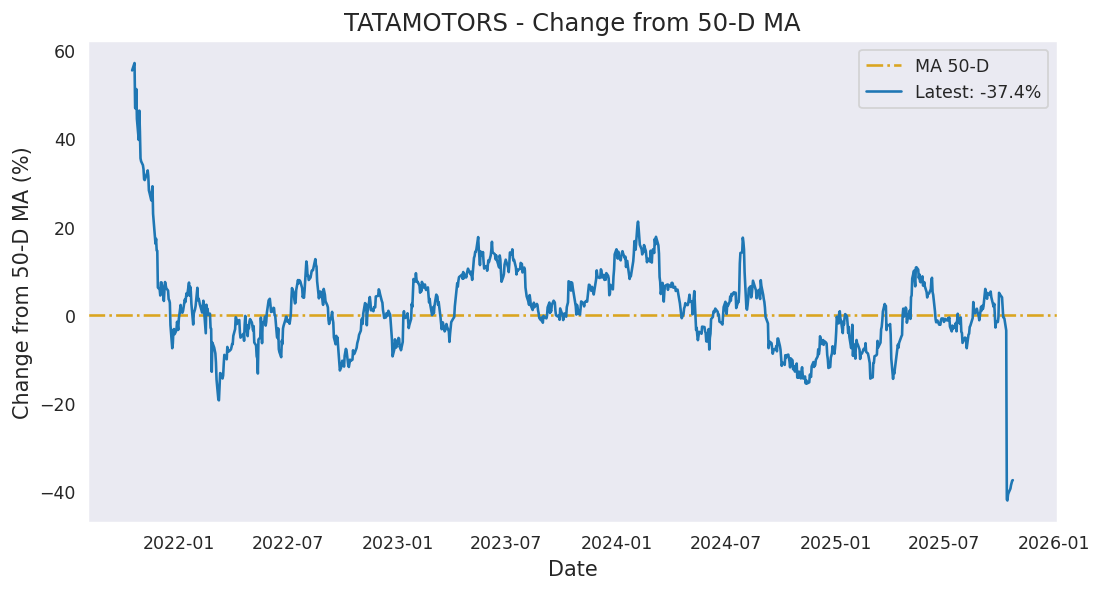 TATAMOTORS - Change from 50-D MA
MA 50-D
Latest: -37.4%
Change from 50-D MA (%)
60
40
20
0
−20
−40
2022-01 2022-07 2023-01 2023-07 2024-01 2024-07 2025-01 2025-07 2026-01
Date